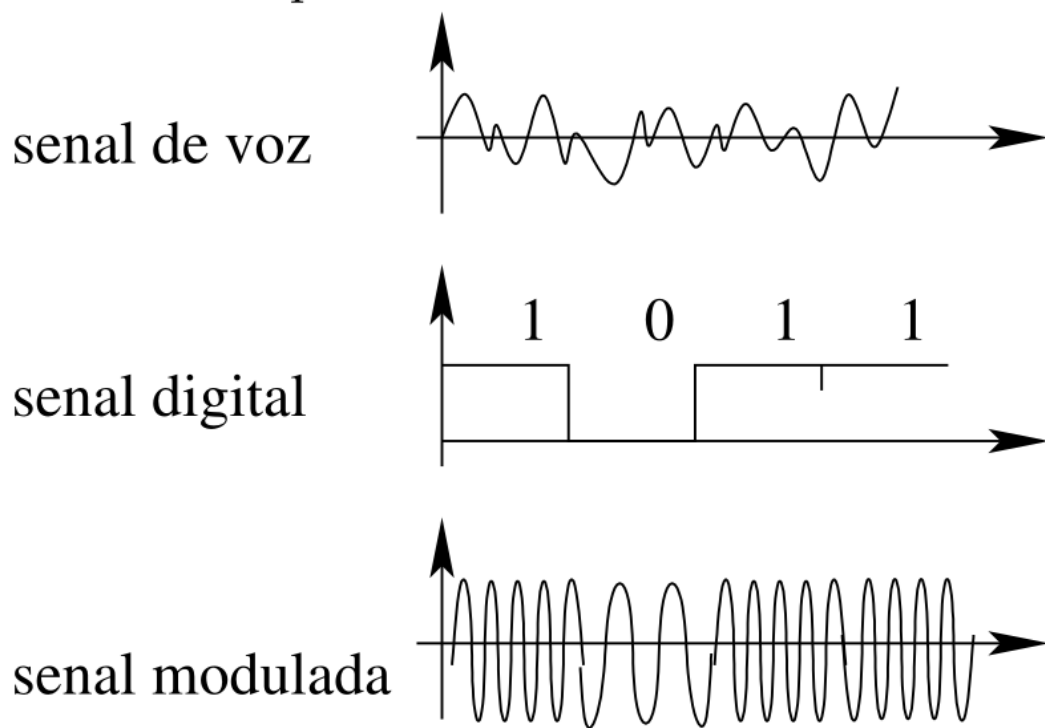 senal de voz
1 0 1 1
senal digital
senal modulada